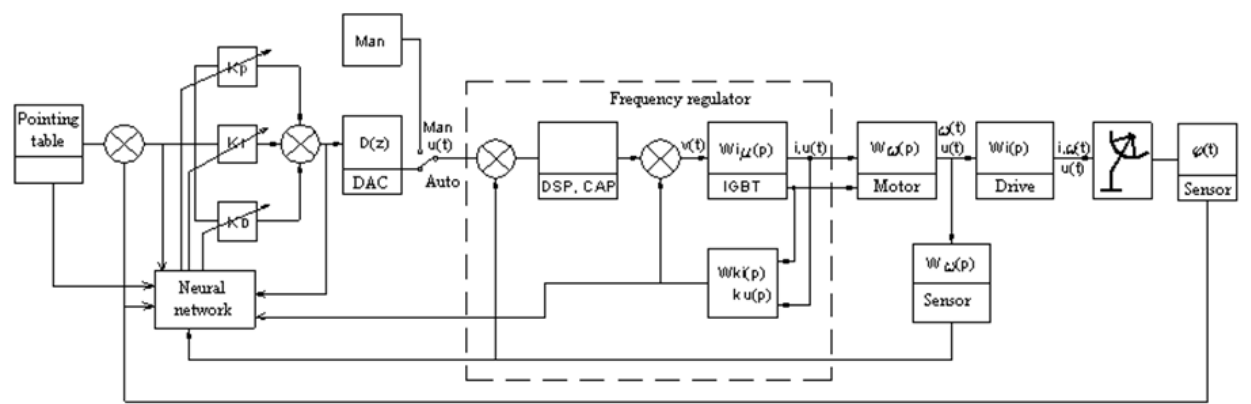 Man
Kp
Frequency regulator
Pointing
table
KI
D(z)
DAC
Man
u(t)
Auto
DSP, CAP
v(t)
Wiμ(p)
IGBT
i,u(t)
Wω(p)
Motor
ω(t)
u(t)
Wi(p)
Drive
i,ω(t)
u(t)
φ(t)
Sensor
KD
Neural
network
Wki(p)
ku(p)
Wω(p)
Sensor